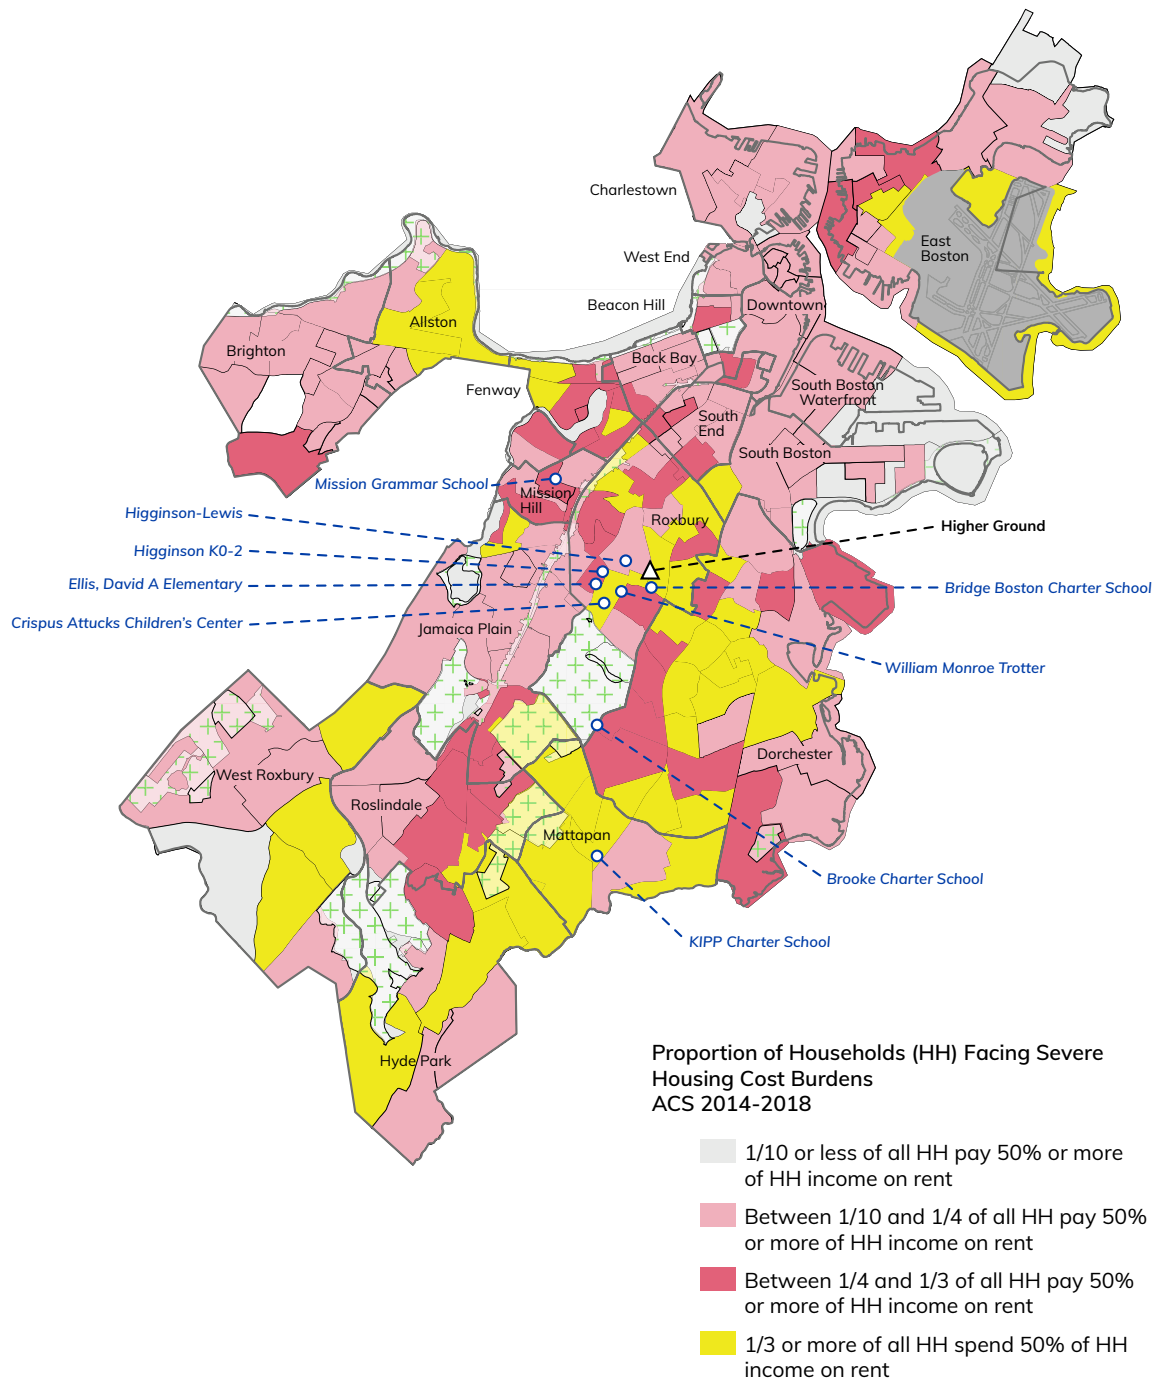 Charlestown
West End
East
Boston
Beacon Hill
Downtown
Allston
Brighton
Back Bay
Fenway
South Boston
Waterfront
South
End
South Boston
Mission Grammar School
Mission
Hill
Higginson-Lewis
Roxbury
Higher Ground
Higginson K0-2
Ellis, David A Elementary
Bridge Boston Charter School
Crispus Attucks Children's Center
Jamaica Plain
William Monroe Trotter
Dorchester
West Roxbury
Roslindale
Mattapan
Brooke Charter School
KIPP Charter School
Hyde Park
Proportion of Households (HH) Facing Severe
Housing Cost Burdens
ACS 2014-2018
1/10 or less of all HH pay 50% or more
of HH income on rent
Between 1/10 and 1/4 of all HH pay 50%
or more of HH income on rent
Between 1/4 and 1/3 of all HH pay 50%
or more of HH income on rent
1/3 or more of all HH spend 50% of HH
income on rent